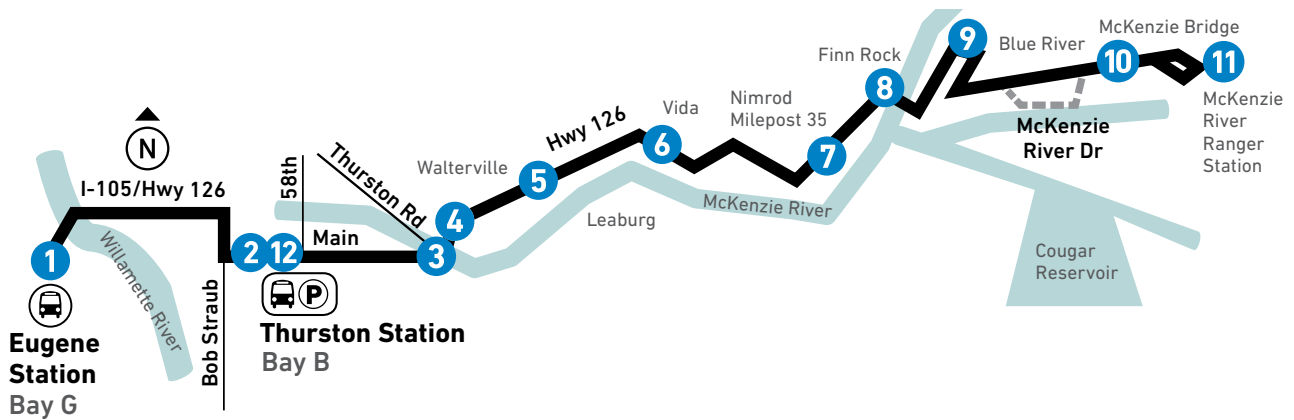 N
I-105/Hwy 126
1
Eugene
Station
Bay G
Willamette River
Bob Straub
2
12
P
Thurston Station
Bay B
58th
Main
Thurston Rd
3
4
Walterville
5
Hwy 126
Leaburg
6
Vida
Nimrod
Milepost 35
7
McKenzie River
Finn Rock
8
9
Blue River
McKenzie
River Dr
Cougar
Reservoir
McKenzie Bridge
10
11
McKenzie
River
Ranger
Station